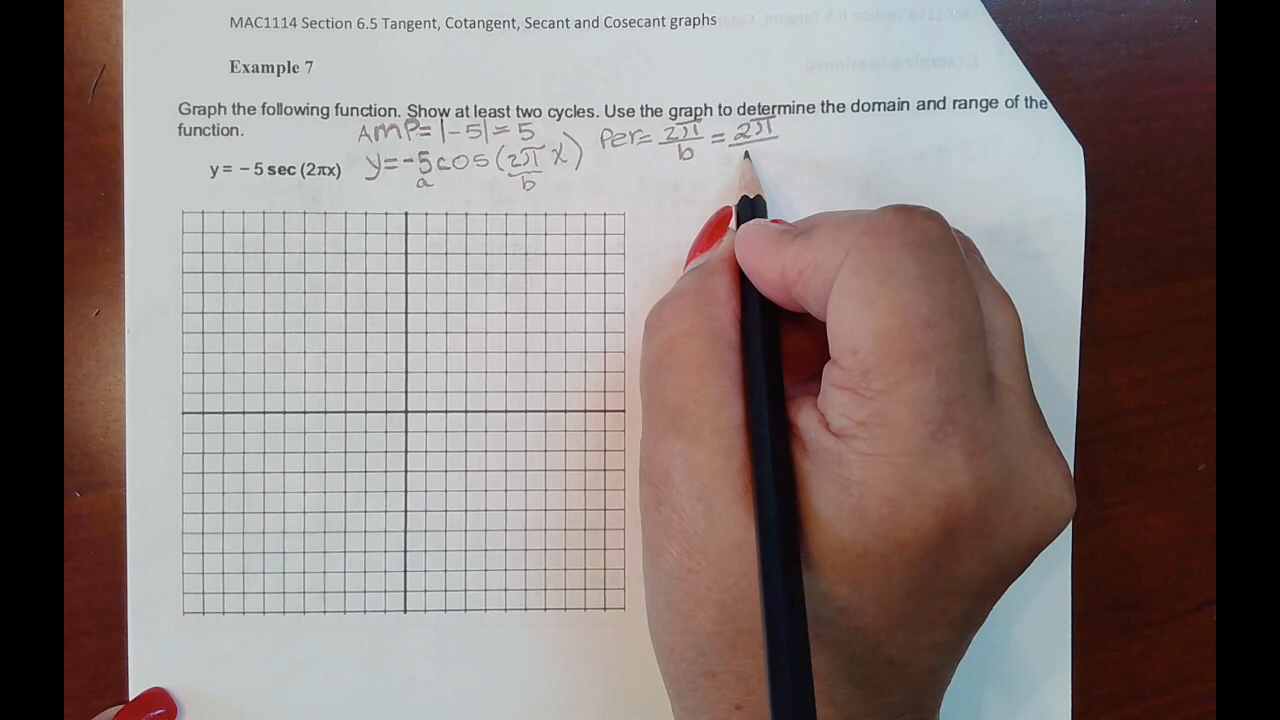 MAC1114 Section 6.5 Tangent, Cotangent, Secant and Cosecant graphs
Example 7
Graph the following function. Show at least two cycles. Use the graph to determine the domain and range of the
function.
AMP = |-5| = 5
Per = 2π/b = 2π
y = – 5 sec (2πx)
y = -5 cos (2π x)
a
b